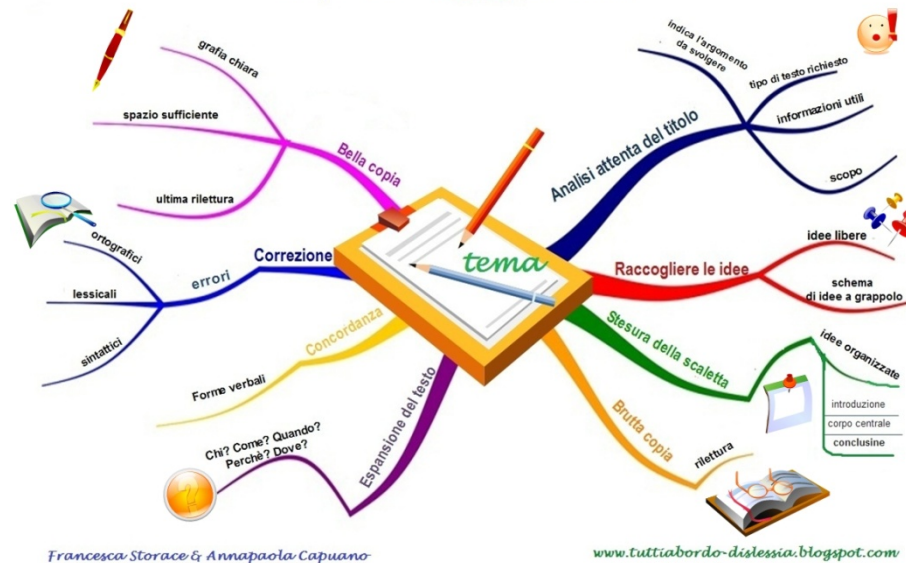 tema
Analisi attenta del titolo
indica l'argomento
da svolgere
tipo di testo richiesto
informazioni utili
scopo
Raccogliere le idee
idee libere
schema
di idee a grappolo
Stesura della scaletta
idee organizzate
introduzione
corpo centrale
conclusine
Brutta copia
rilettura
Espansione del testo
Chi? Come? Quando?
Perchè? Dove?
Concordanza
Forme verbali
Correzione
errori
ortografici
lessicali
sintattici
Bella copia
grafia chiara
spazio sufficiente
ultima rilettura
Francesca Storace & Annapaola Capuano
www.tuttiabordo-dislessia.blogspot.com